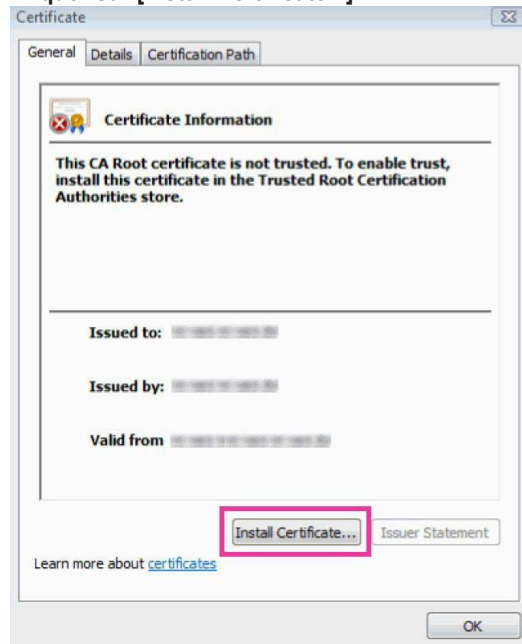 Certificate
General Details Certification Path
Certificate Information
This CA Root certificate is not trusted. To enable trust,
install this certificate in the Trusted Root Certification
Authorities store.
Issued to:
Issued by:
Valid from
Install Certificate... Issuer Statement
Learn more about certificates
OK